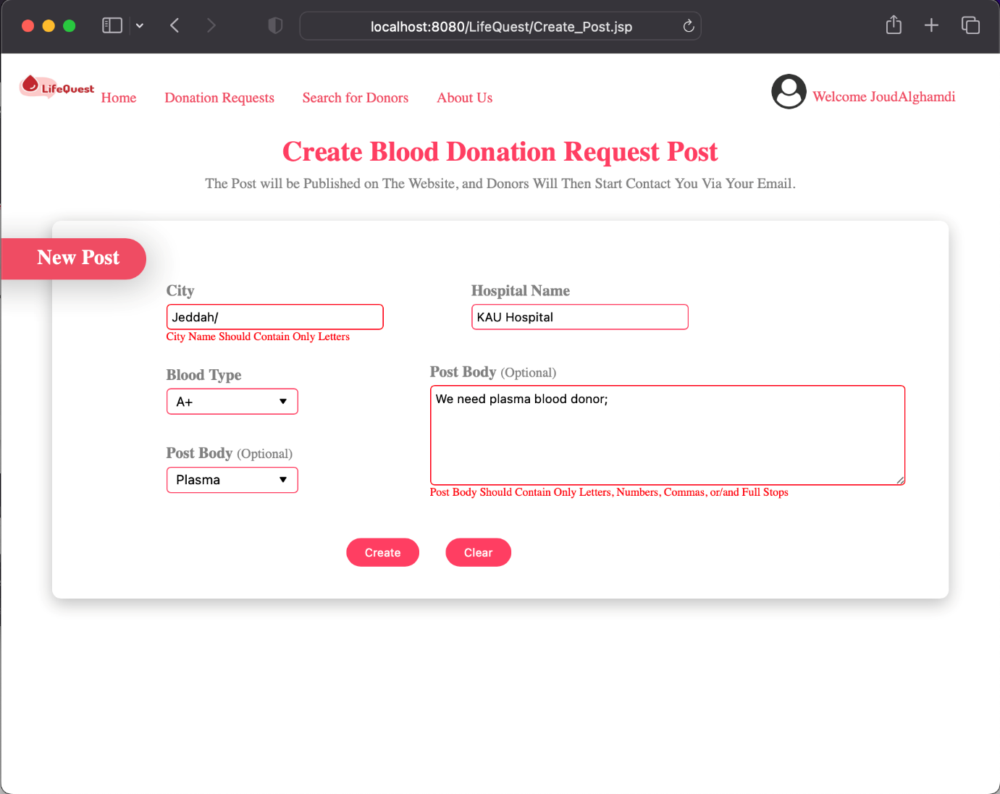 localhost:8080/LifeQuest/Create_Post.jsp
LifeQuest
Home
Donation Requests
Search for Donors
About Us
Welcome JoudAlghamdi
Create Blood Donation Request Post
The Post will be Published on The Website, and Donors Will Then Start Contact You Via Your Email.
New Post
City
Jeddah/
City Name Should Contain Only Letters
Hospital Name
KAU Hospital
Blood Type
A+
Post Body (Optional)
Plasma
Post Body (Optional)
We need plasma blood donor;
Post Body Should Contain Only Letters, Numbers, Commas, or/and Full Stops
Create
Clear